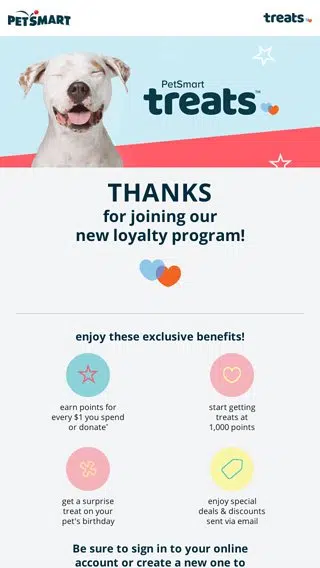 PETSMART
treats
PetSmart
treats™
THANKS
for joining our
new loyalty program!
enjoy these exclusive benefits!
earn points for
every $1 you spend
or donate*
start getting
treats at
1,000 points
get a surprise
treat on your
pet's birthday
enjoy special
deals & discounts
sent via email
Be sure to sign in to your online
account or create a new one to